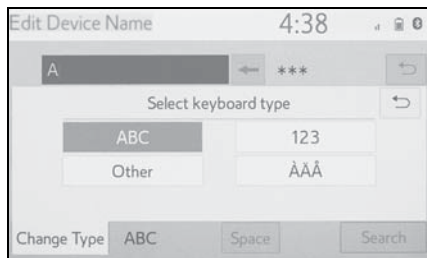 Edit Device Name 4:38
A ***
Select keyboard type
ABC 123
Other ÀÄÂ
Change Type ABC Space Search